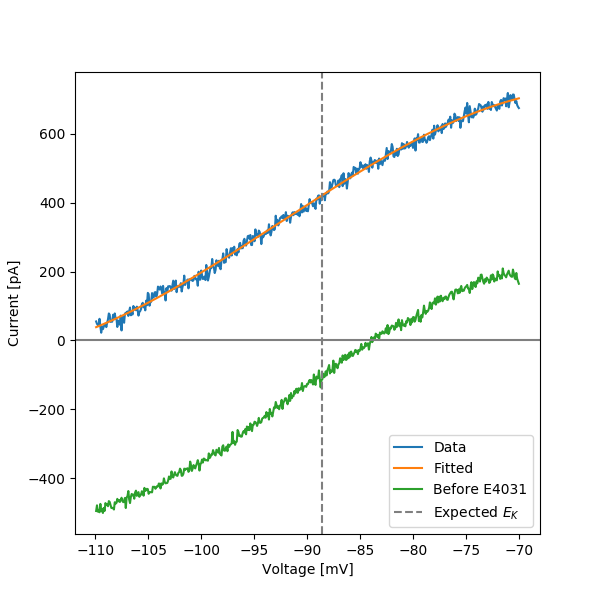 Current [pA]
600
400
200
0
−200
−400
−110
−105
−100
−95
−90
−85
−80
−75
−70
Voltage [mV]
Data
Fitted
Before E4031
Expected E_K